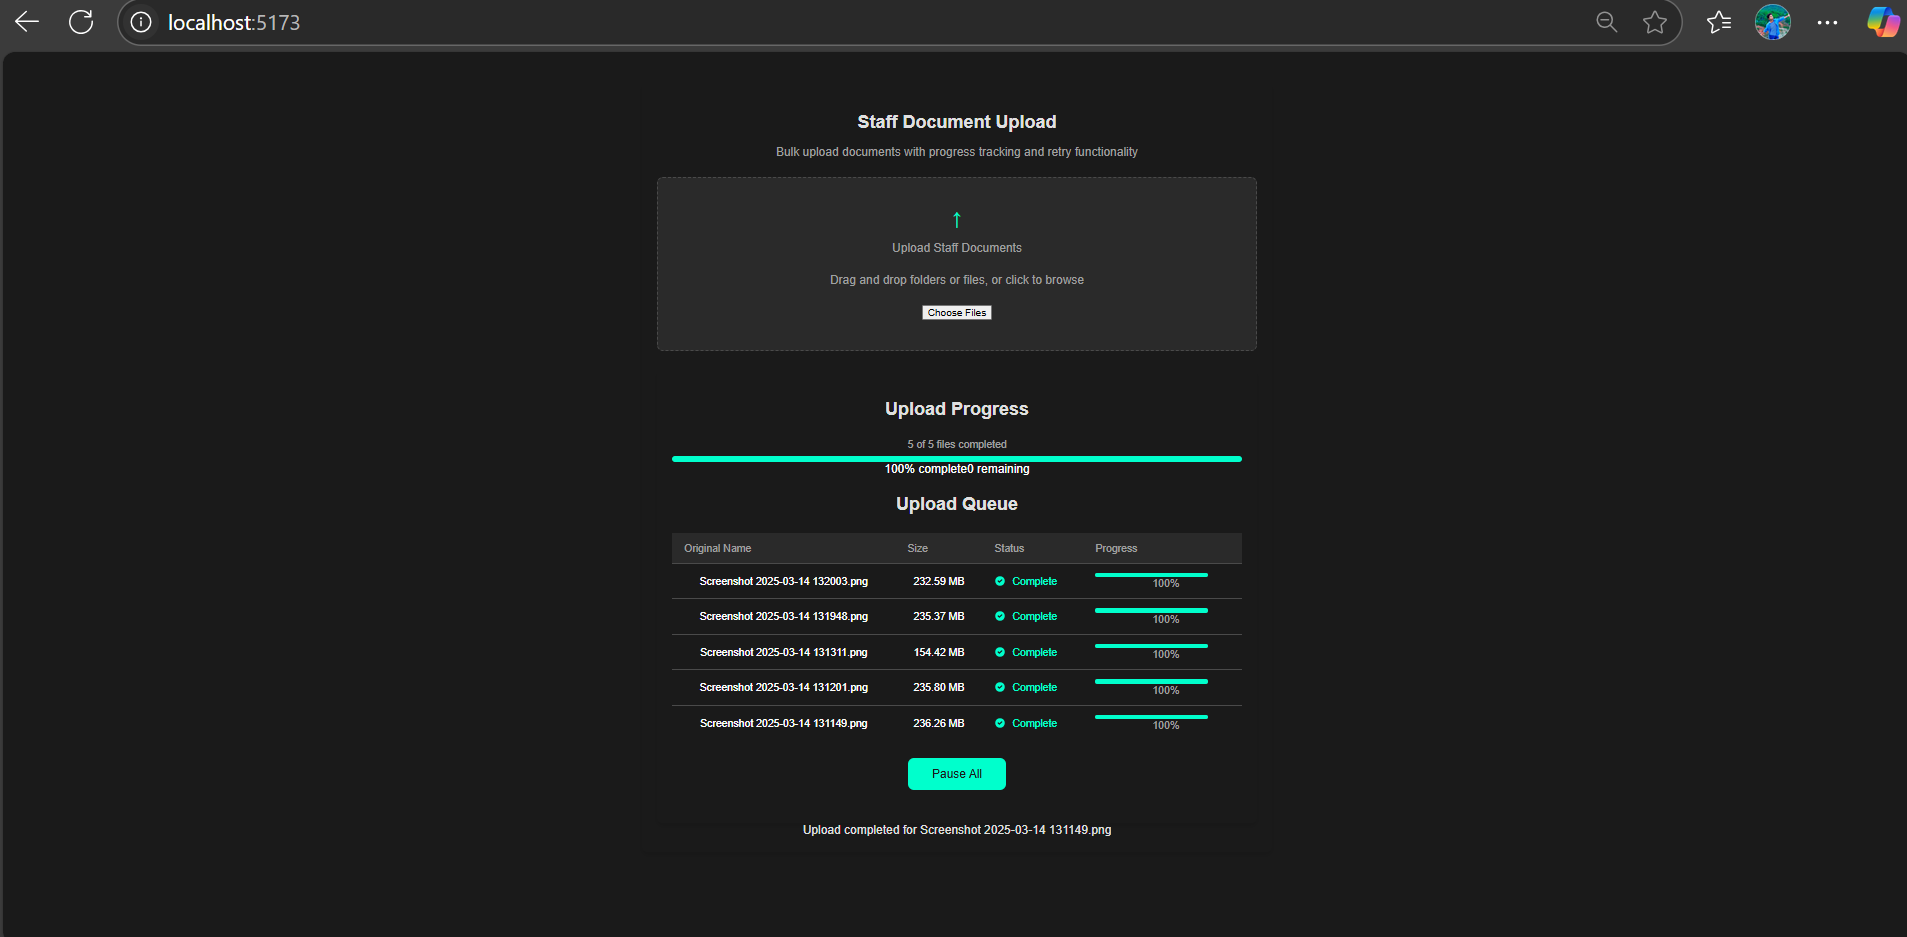 localhost:5173
Staff Document Upload
Bulk upload documents with progress tracking and retry functionality
↑
Upload Staff Documents
Drag and drop folders or files, or click to browse
Choose Files
Upload Progress
5 of 5 files completed
100% complete0 remaining
Upload Queue
Original Name Size Status Progress
Screenshot 2025-03-14 132003.png 232.59 MB Complete 100%
Screenshot 2025-03-14 131948.png 235.37 MB Complete 100%
Screenshot 2025-03-14 131311.png 154.42 MB Complete 100%
Screenshot 2025-03-14 131201.png 235.80 MB Complete 100%
Screenshot 2025-03-14 131149.png 236.26 MB Complete 100%
Pause All
Upload completed for Screenshot 2025-03-14 131149.png